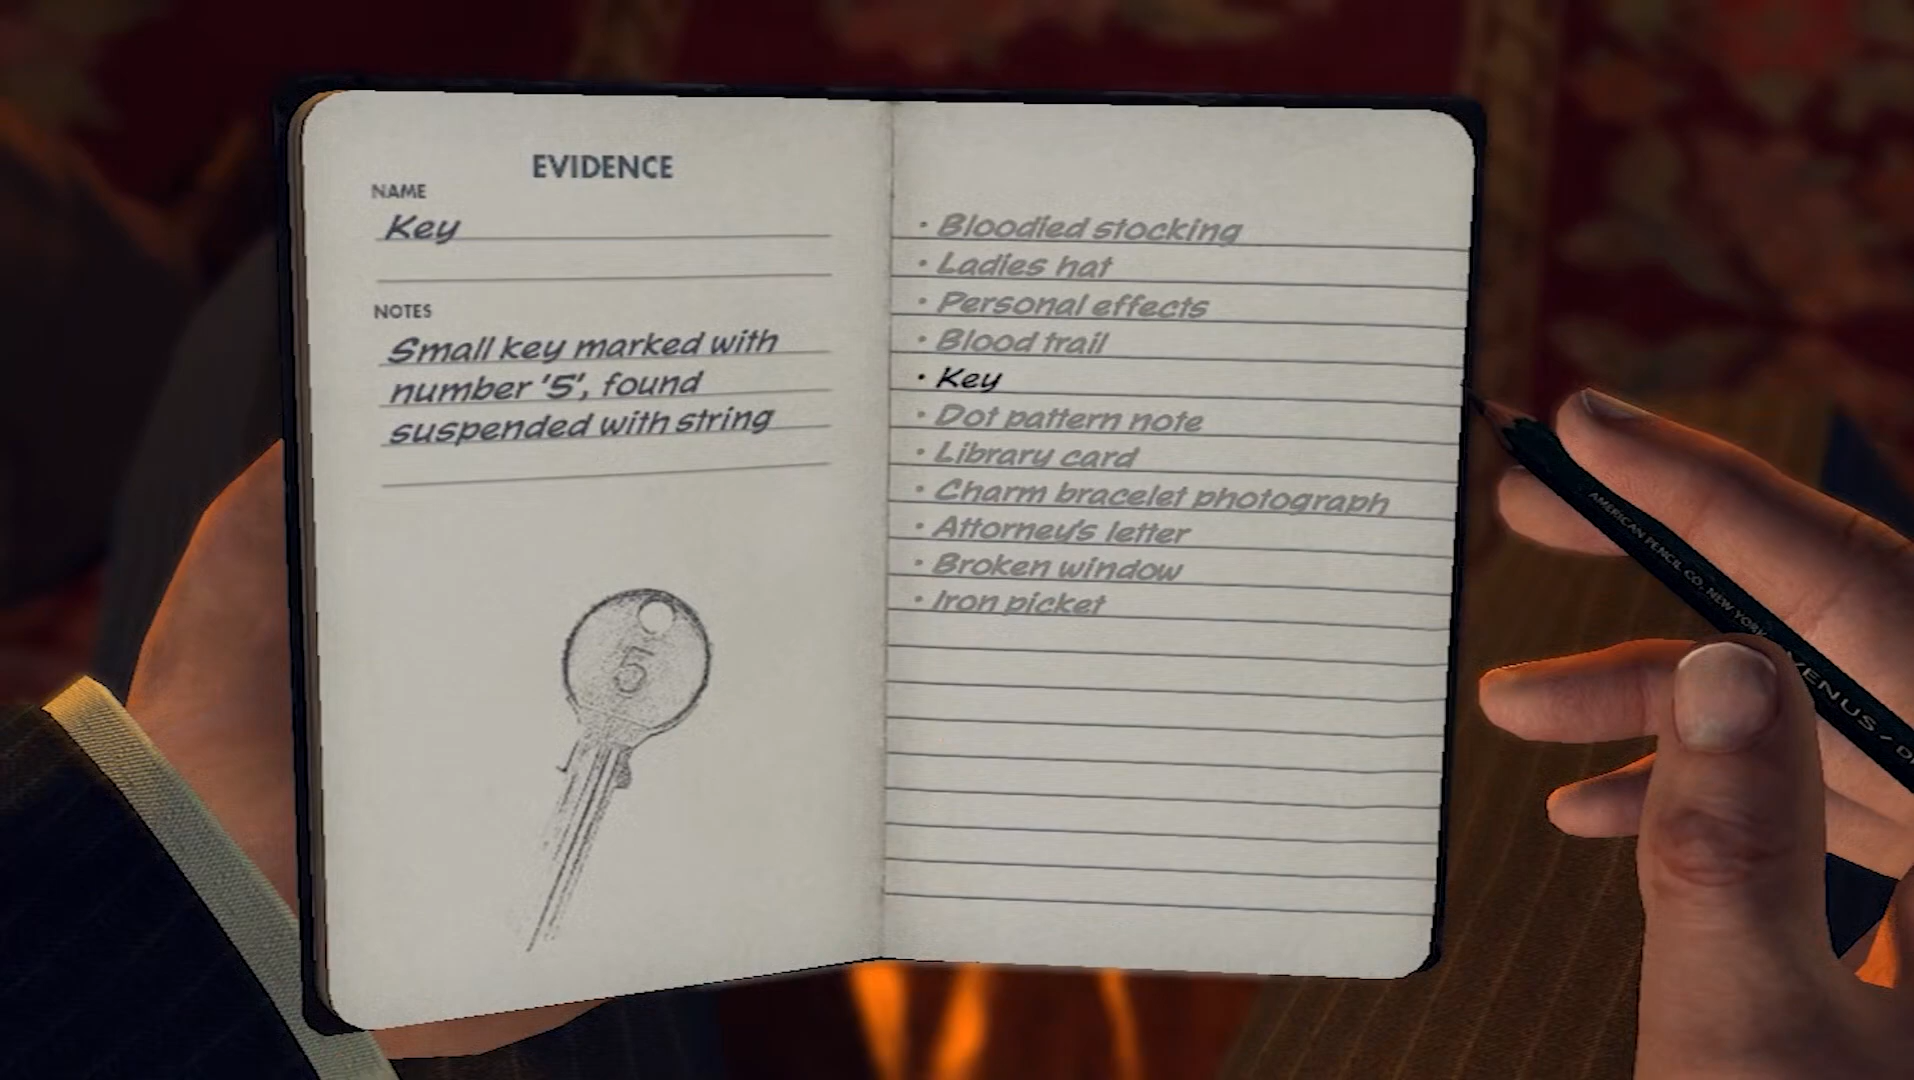 EVIDENCE
NAME
Key
NOTES
Small key marked with
number '5', found
suspended with string
5
· Bloodied stocking
· Ladies hat
· Personal effects
· Blood trail
· Key
· Dot pattern note
· Library card
· Charm bracelet photograph
· Attorney's letter
· Broken window
· Iron picket
AMERICAN PENCIL CO, NEW YORK
VENUS